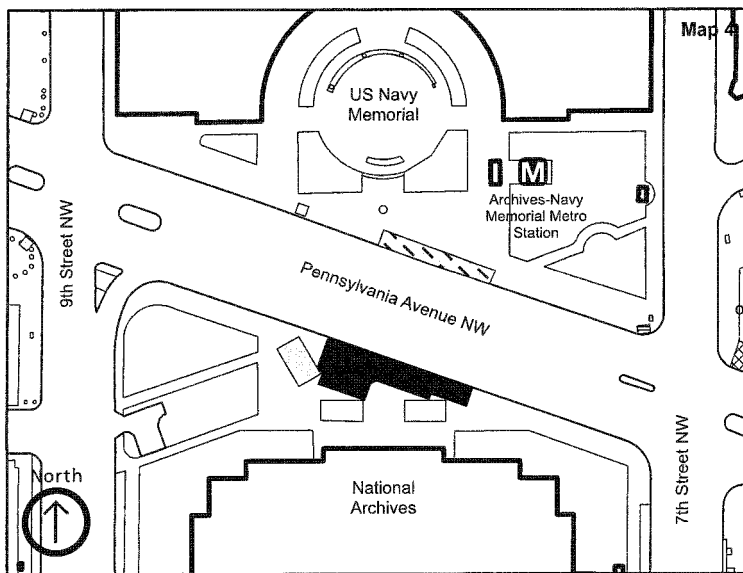 Map 4
US Navy
Memorial
M
Archives-Navy
Memorial Metro
Station
9th Street NW
Pennsylvania Avenue NW
7th Street NW
North
National
Archives